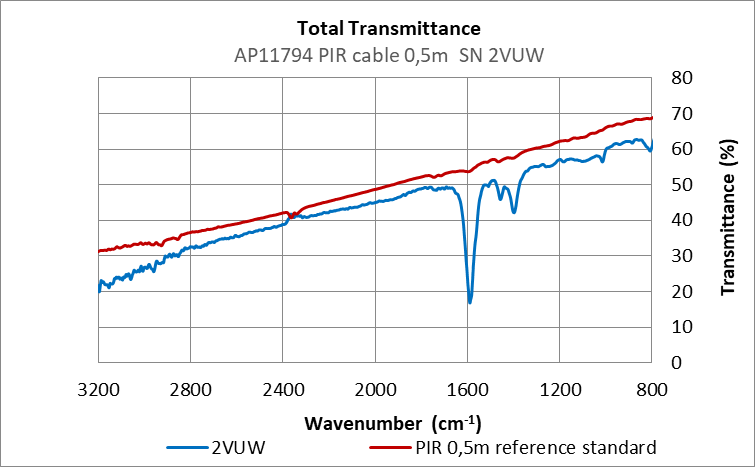 Total Transmittance
AP11794 PIR cable 0,5m  SN 2VUW
80
70
60
50
40
30
20
10
0
Transmittance (%)
3200 2800 2400 2000 1600 1200 800
Wavenumber (cm⁻¹)
2VUW PIR 0,5m reference standard